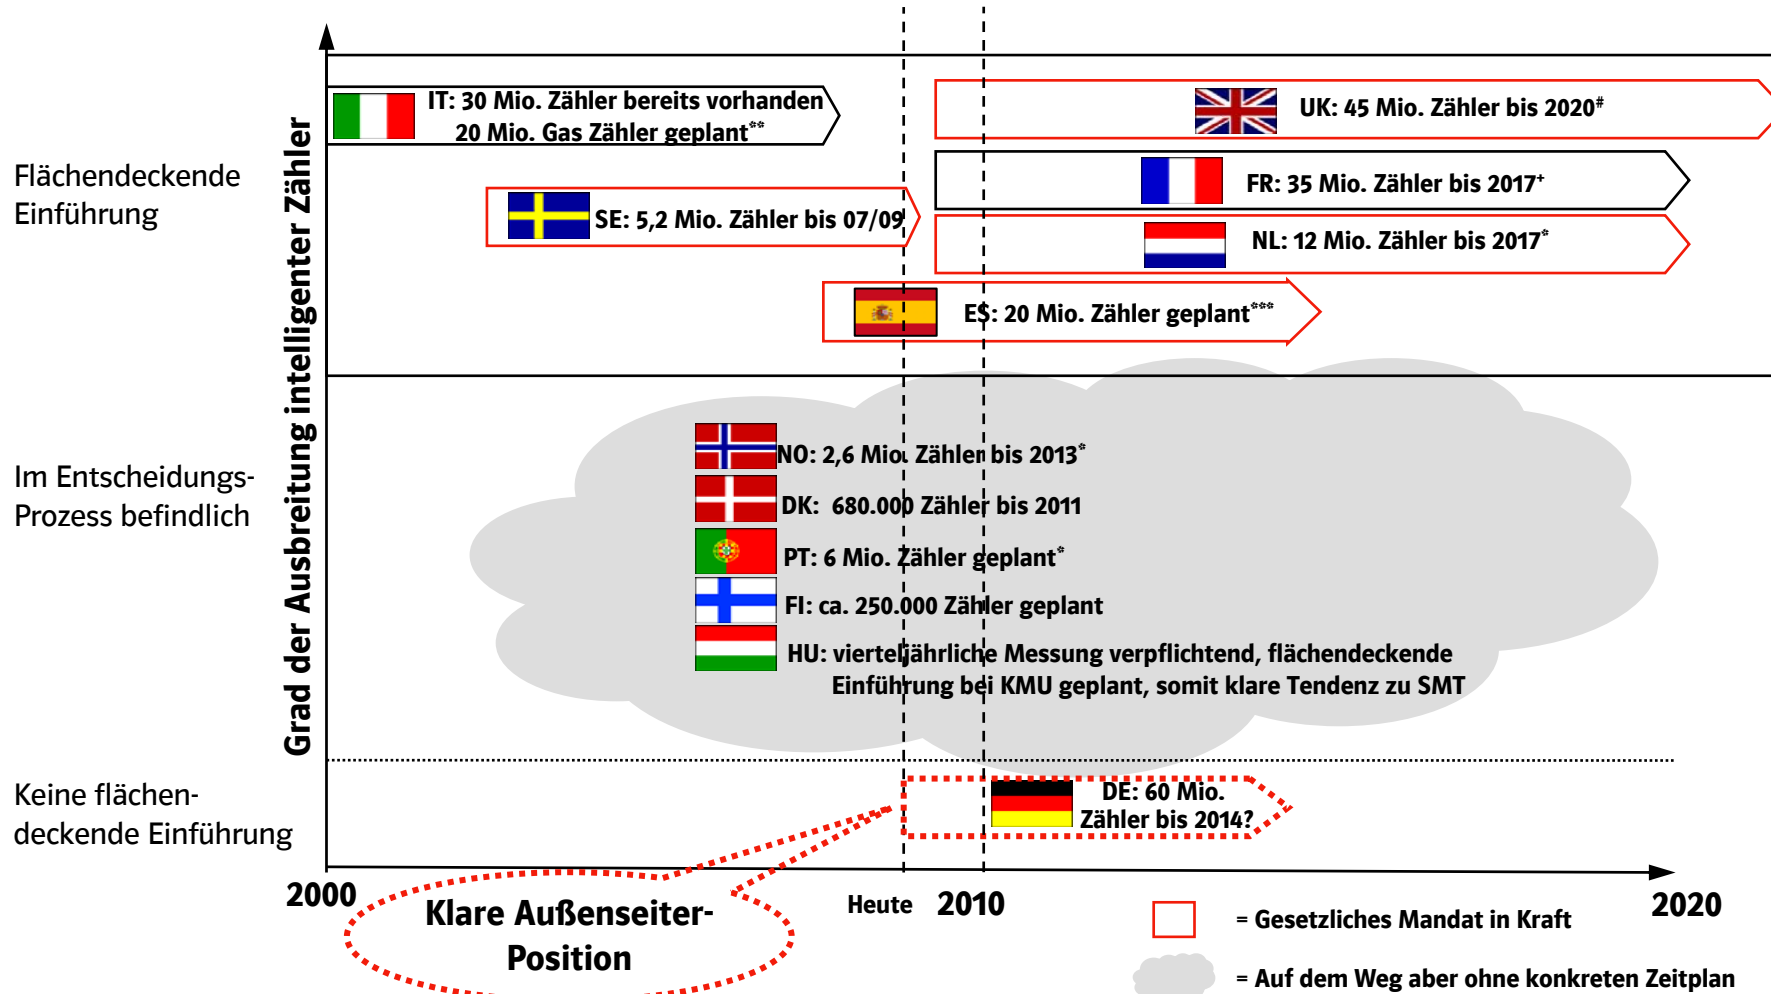 Grad der Ausbreitung intelligenter Zähler
Flächendeckende
Einführung
IT: 30 Mio. Zähler bereits vorhanden
20 Mio. Gas Zähler geplant**
UK: 45 Mio. Zähler bis 2020#
FR: 35 Mio. Zähler bis 2017+
SE: 5,2 Mio. Zähler bis 07/09
NL: 12 Mio. Zähler bis 2017*
ES: 20 Mio. Zähler geplant***
Im Entscheidungs-
Prozess befindlich
NO: 2,6 Mio. Zähler bis 2013*
DK: 680.000 Zähler bis 2011
PT: 6 Mio. Zähler geplant*
FI: ca. 250.000 Zähler geplant
HU: vierteljährliche Messung verpflichtend, flächendeckende
Einführung bei KMU geplant, somit klare Tendenz zu SMT
Keine flächen-
deckende Einführung
DE: 60 Mio.
Zähler bis 2014?
2000
Heute
2010
2020
Klare Außenseiter-
Position
= Gesetzliches Mandat in Kraft
= Auf dem Weg aber ohne konkreten Zeitplan